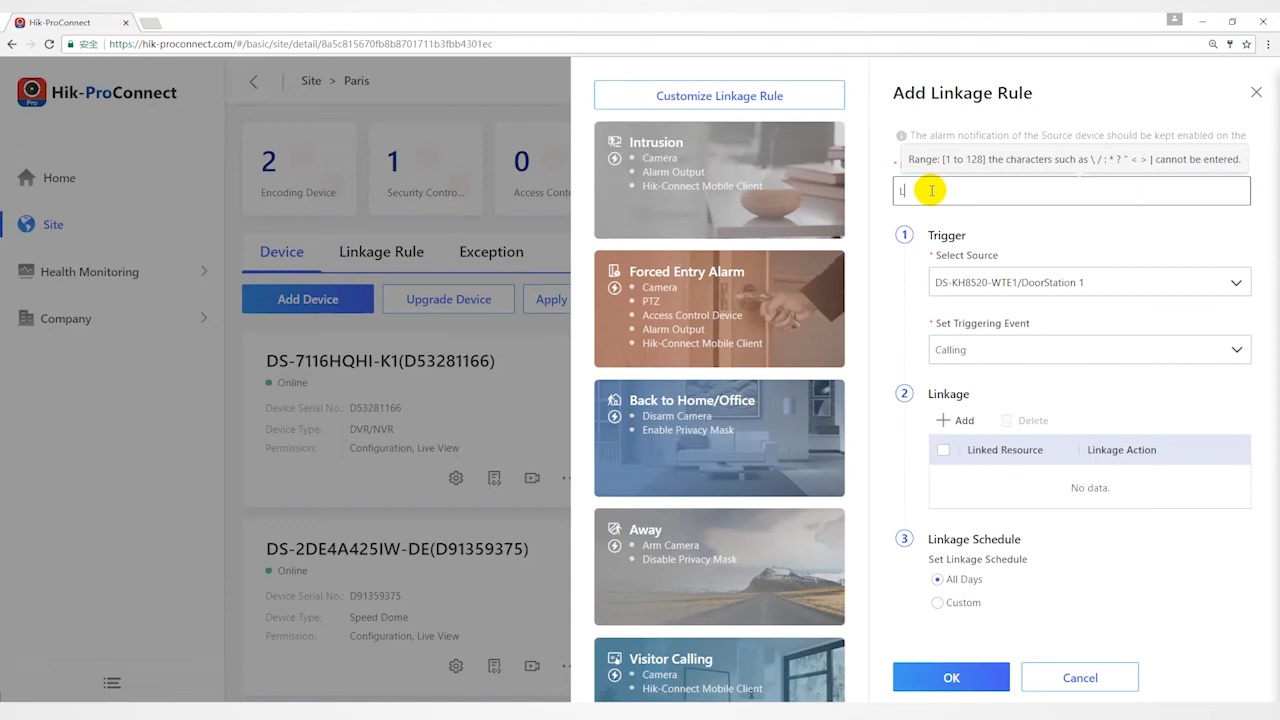 Hik-ProConnect
安全
https://hik-proconnect.com/#/basic/site/detail/8a5c815670fb8b8701711b3fbb4301ec
Pro
Hik-ProConnect
Home
Site
Health Monitoring
Company
Site > Paris
2
Encoding Device
1
Security Contro...
0
Access Contro
Device
Linkage Rule
Exception
Add Device
Upgrade Device
Apply
DS-7116HQHI-K1(D53281166)
Online
Device Serial No.: D53281166
Device Type: DVR/NVR
Permission: Configuration, Live View
DS-2DE4A425IW-DE(D91359375)
Online
Device Serial No.: D91359375
Device Type: Speed Dome
Permission: Configuration, Live View
Customize Linkage Rule
Intrusion
Camera
Alarm Output
Hik-Connect Mobile Client
Forced Entry Alarm
Camera
PTZ
Access Control Device
Alarm Output
Hik-Connect Mobile Client
Back to Home/Office
Disarm Camera
Enable Privacy Mask
Away
Arm Camera
Disable Privacy Mask
Visitor Calling
Camera
Hik-Connect Mobile Client
Add Linkage Rule
The alarm notification of the Source device should be kept enabled on the
Range: [1 to 128] the characters such as \ / : * ? " < > | cannot be entered.
L
1 Trigger
* Select Source
DS-KH8520-WTE1/DoorStation 1
* Set Triggering Event
Calling
2 Linkage
+ Add
Delete
Linked Resource
Linkage Action
No data.
3 Linkage Schedule
Set Linkage Schedule
All Days
Custom
OK
Cancel